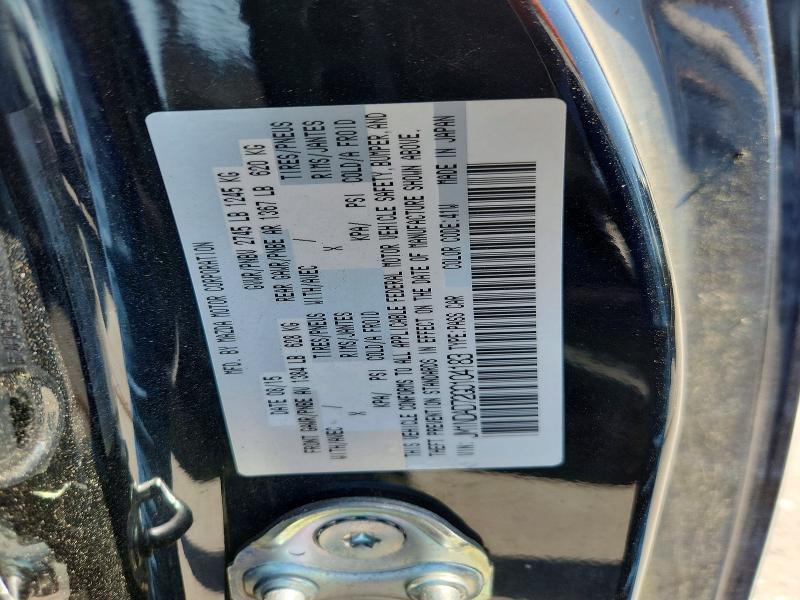 MFD. BY MAZDA MOTOR CORPORATION
DATE 08/15 GVWR/PNBV 2745 LB 1245 KG
FRONT GAWR/PNBE AV 1384 LB 628 KG REAR GAWR/PNBE AR 1367 LB 620 KG
WITH/AVEC / TIRES/PNEUS WITH/AVEC / TIRES/PNEUS
X RIMS/JANTES X RIMS/JANTES
KPA/ PSI COLD/A FROID KPA/ PSI COLD/A FROID
THIS VEHICLE CONFORMS TO ALL APPLICABLE FEDERAL MOTOR VEHICLE SAFETY, BUMPER, AND
THEFT PREVENTION STANDARDS IN EFFECT ON THE DATE OF MANUFACTURE SHOWN ABOVE.
VIN: TYPE:PASS CAR COLOR CODE:41W MADE IN JAPAN